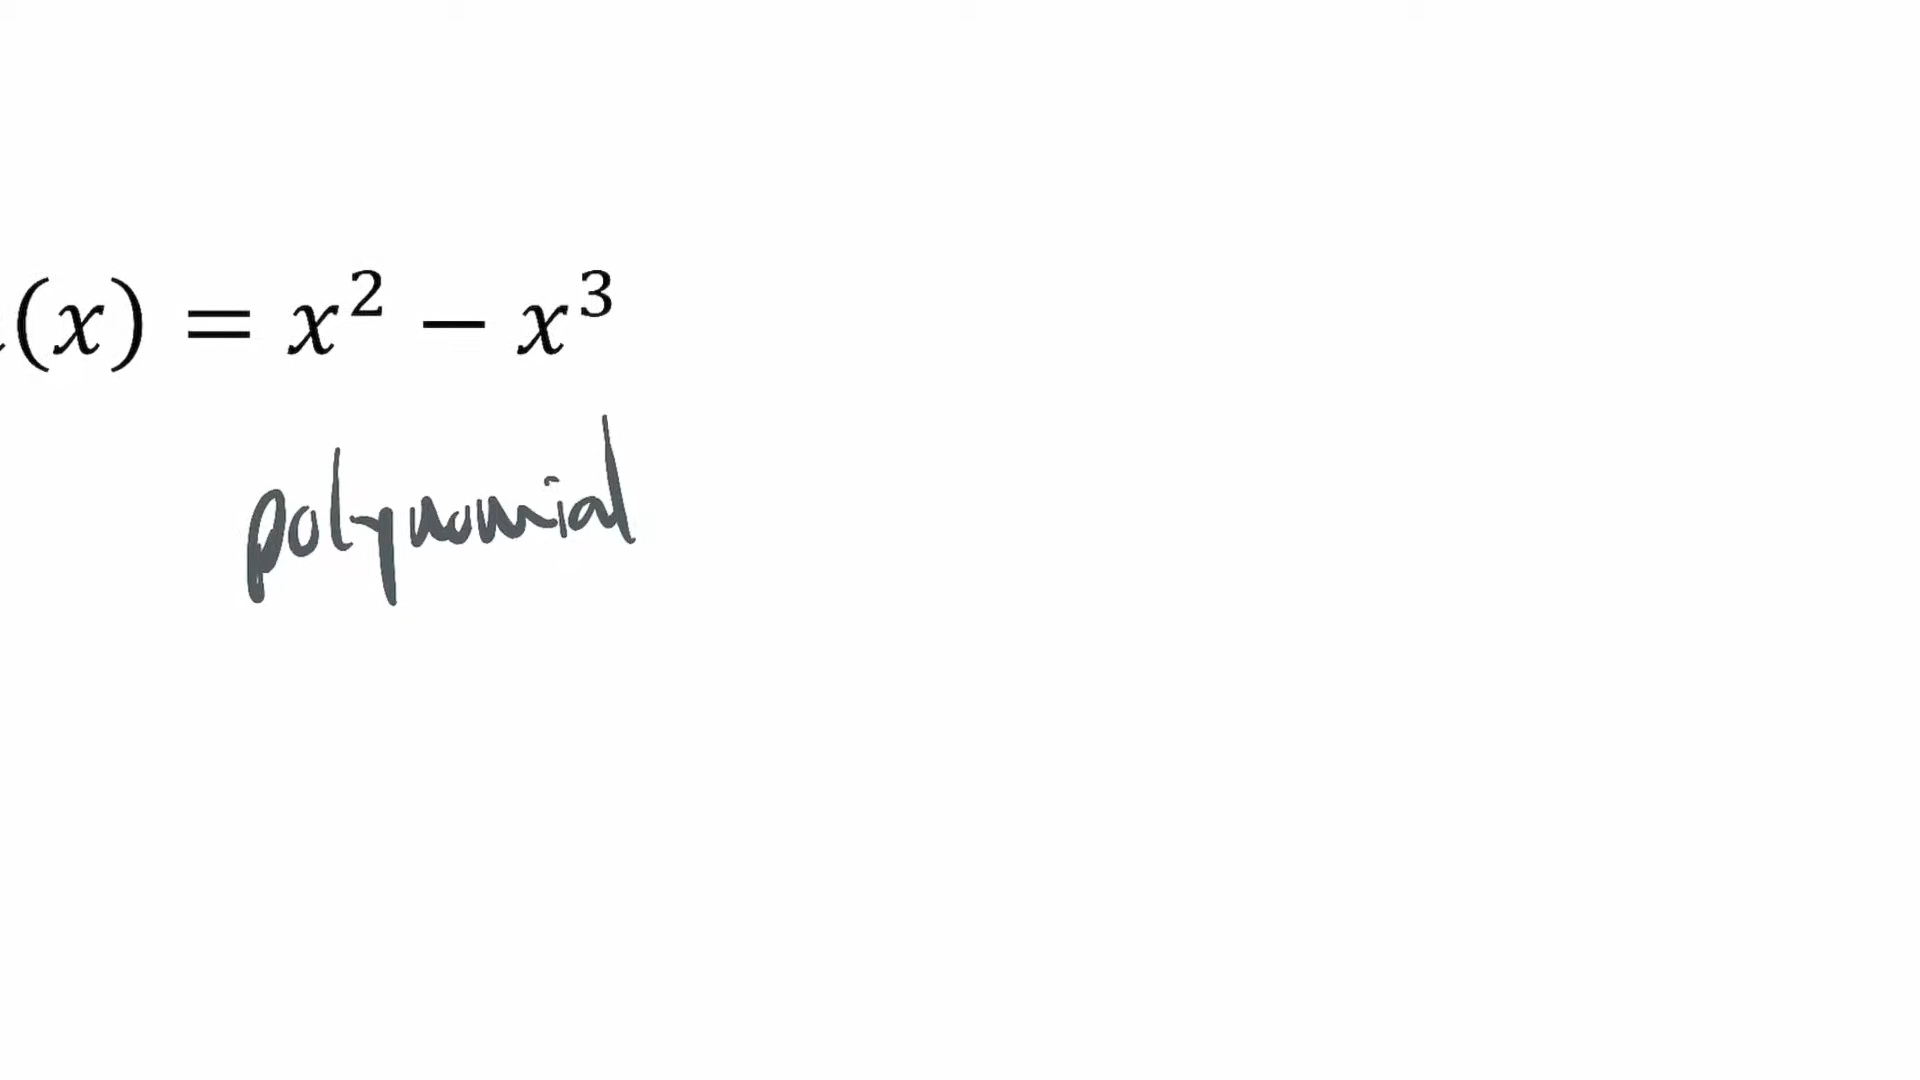 (x) = x² − x³
polynomial